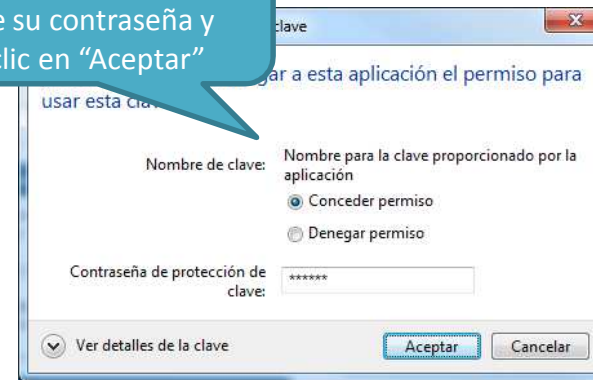 e su contraseña y
clic en “Aceptar”
clave
ar a esta aplicación el permiso para
usar esta
Nombre de clave:
Nombre para la clave proporcionado por la
aplicación
Conceder permiso
Denegar permiso
Contraseña de protección de
clave:
******
Ver detalles de la clave
Aceptar
Cancelar